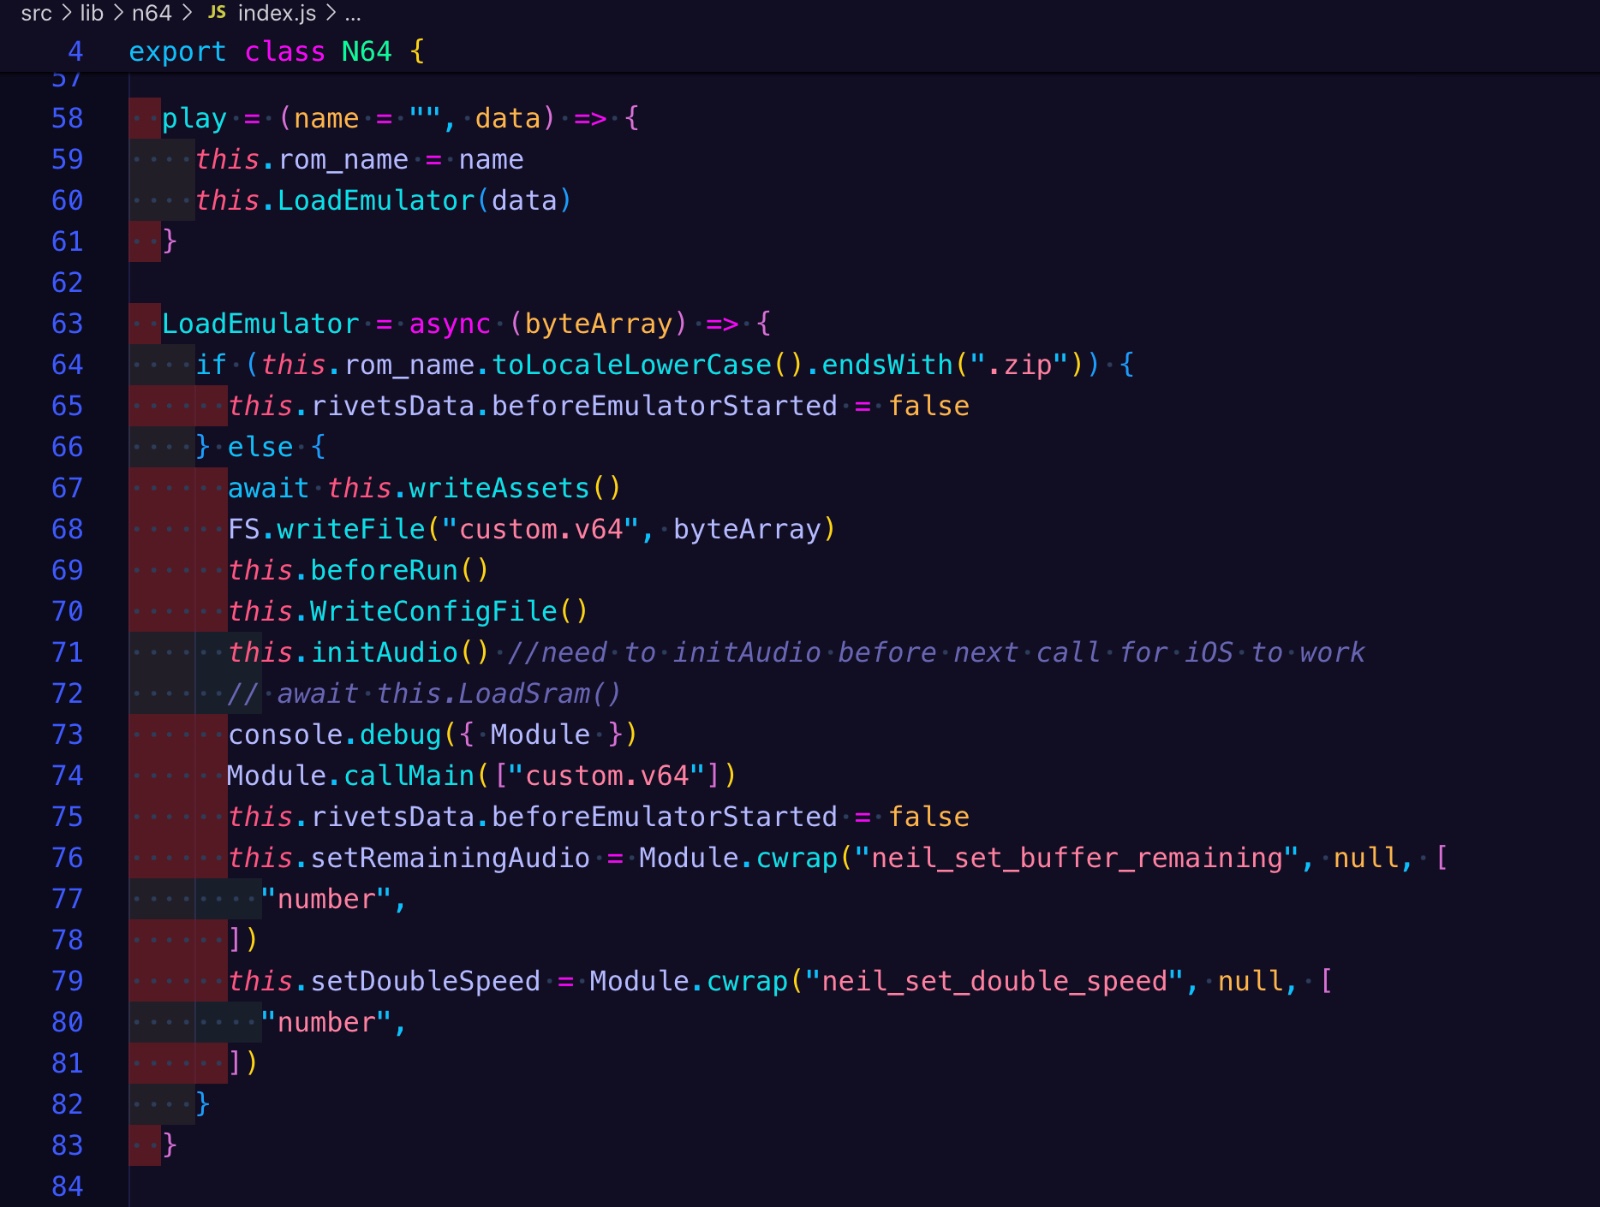 src > lib > n64 > JS index.js > ...
4 export class N64 {
57
58   play = (name = "", data) => {
59     this.rom_name = name
60     this.LoadEmulator(data)
61   }
62
63   LoadEmulator = async (byteArray) => {
64     if (this.rom_name.toLocaleLowerCase().endsWith(".zip")) {
65       this.rivetsData.beforeEmulatorStarted = false
66     } else {
67       await this.writeAssets()
68       FS.writeFile("custom.v64", byteArray)
69       this.beforeRun()
70       this.WriteConfigFile()
71       this.initAudio() //need to initAudio before next call for iOS to work
72       // await this.LoadSram()
73       console.debug({ Module })
74       Module.callMain(["custom.v64"])
75       this.rivetsData.beforeEmulatorStarted = false
76       this.setRemainingAudio = Module.cwrap("neil_set_buffer_remaining", null, [
77         "number",
78       ])
79       this.setDoubleSpeed = Module.cwrap("neil_set_double_speed", null, [
80         "number",
81       ])
82     }
83   }
84